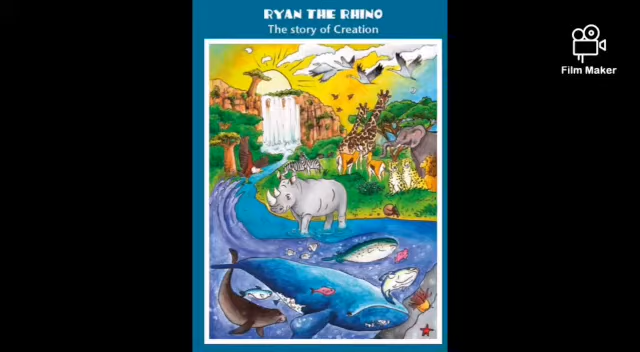 RYAN THE RHINO
The story of Creation
Film Maker